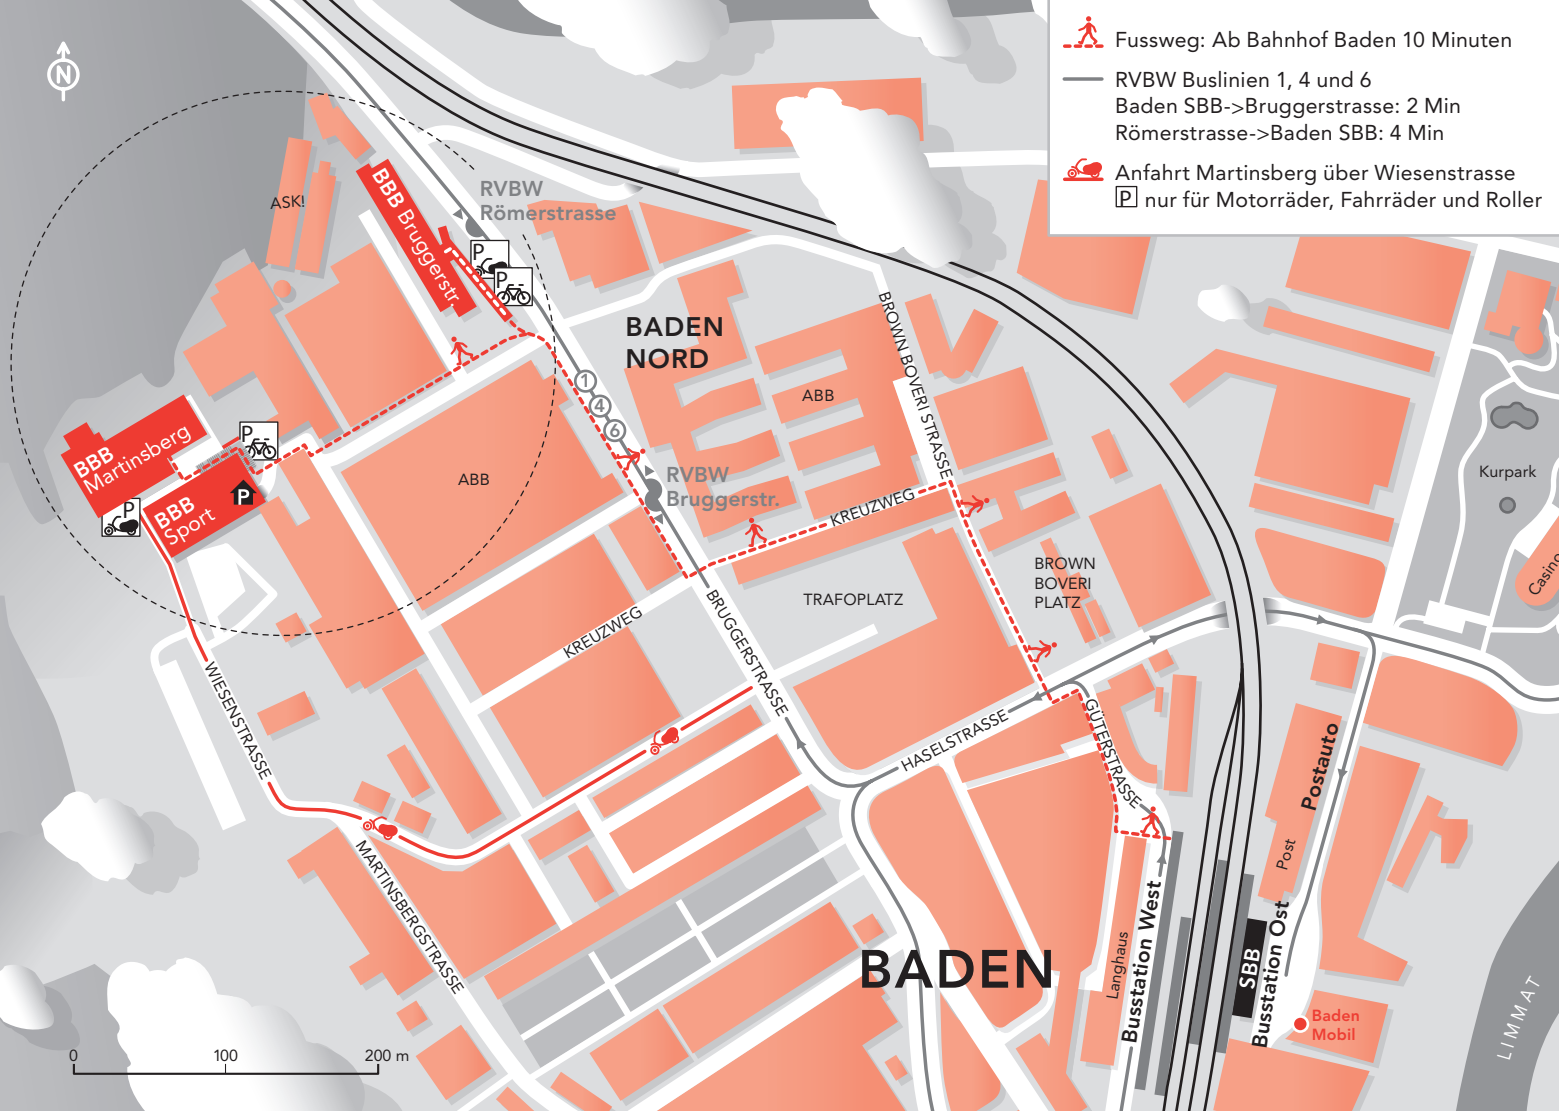 Fussweg: Ab Bahnhof Baden 10 Minuten
RVBW Buslinien 1, 4 und 6
Baden SBB->Bruggerstrasse: 2 Min
Römerstrasse->Baden SBB: 4 Min
Anfahrt Martinsberg über Wiesenstrasse
P nur für Motorräder, Fahrräder und Roller
N
ASK!
BBB Bruggerstr.
RVBW
Römerstrasse
P
P
BADEN
NORD
1
4
6
ABB
BROWN BOVERI STRASSE
BBB
Martinsberg
P
P
BBB
Sport
P
ABB
RVBW
Bruggerstr.
KREUZWEG
Kurpark
Casino
BROWN
BOVERI
PLATZ
TRAFOPLATZ
KREUZWEG
BRUGGERSTRASSE
WIESENSTRASSE
HASELSTRASSE
GÜTERSTRASSE
Postauto
Post
MARTINSBERGSTRASSE
BADEN
Langhaus
Busstation West
SBB
Busstation Ost
Baden
Mobil
LIMMAT
0
100
200 m